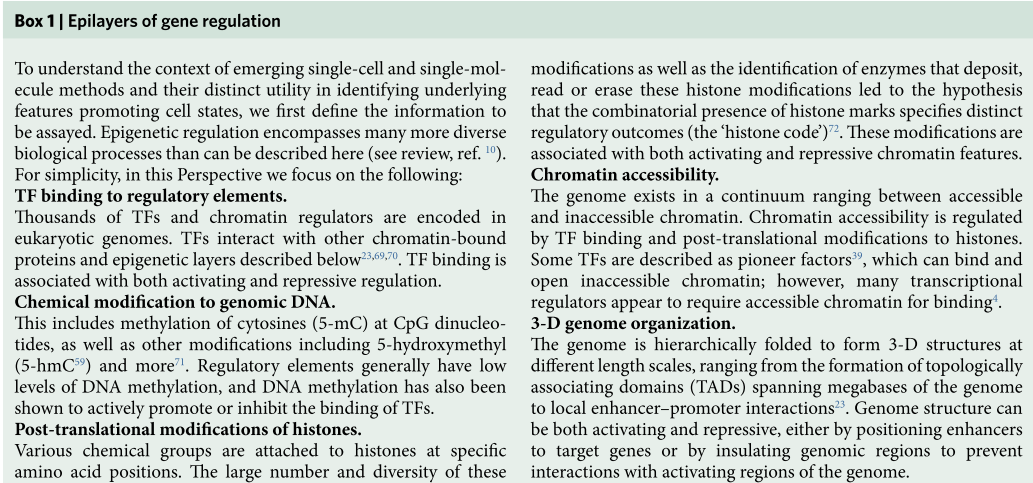 Box 1 | Epilayers of gene regulation
To understand the context of emerging single-cell and single-mol-
ecule methods and their distinct utility in identifying underlying
features promoting cell states, we first define the information to
be assayed. Epigenetic regulation encompasses many more diverse
biological processes than can be described here (see review, ref. 10).
For simplicity, in this Perspective we focus on the following:
TF binding to regulatory elements.
Thousands of TFs and chromatin regulators are encoded in
eukaryotic genomes. TFs interact with other chromatin-bound
proteins and epigenetic layers described below23,69,70. TF binding is
associated with both activating and repressive regulation.
Chemical modification to genomic DNA.
This includes methylation of cytosines (5-mC) at CpG dinucleo-
tides, as well as other modifications including 5-hydroxymethyl
(5-hmC59) and more71. Regulatory elements generally have low
levels of DNA methylation, and DNA methylation has also been
shown to actively promote or inhibit the binding of TFs.
Post-translational modifications of histones.
Various chemical groups are attached to histones at specific
amino acid positions. The large number and diversity of these
modifications as well as the identification of enzymes that deposit,
read or erase these histone modifications led to the hypothesis
that the combinatorial presence of histone marks specifies distinct
regulatory outcomes (the ‘histone code’)72. These modifications are
associated with both activating and repressive chromatin features.
Chromatin accessibility.
The genome exists in a continuum ranging between accessible
and inaccessible chromatin. Chromatin accessibility is regulated
by TF binding and post-translational modifications to histones.
Some TFs are described as pioneer factors39, which can bind and
open inaccessible chromatin; however, many transcriptional
regulators appear to require accessible chromatin for binding4.
3-D genome organization.
The genome is hierarchically folded to form 3-D structures at
different length scales, ranging from the formation of topologically
associating domains (TADs) spanning megabases of the genome
to local enhancer–promoter interactions23. Genome structure can
be both activating and repressive, either by positioning enhancers
to target genes or by insulating genomic regions to prevent
interactions with activating regions of the genome.